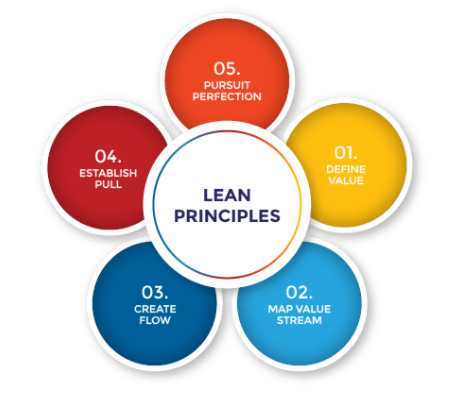 LEAN
PRINCIPLES
01.
DEFINE
VALUE
02.
MAP VALUE
STREAM
03.
CREATE
FLOW
04.
ESTABLISH
PULL
05.
PURSUIT
PERFECTION